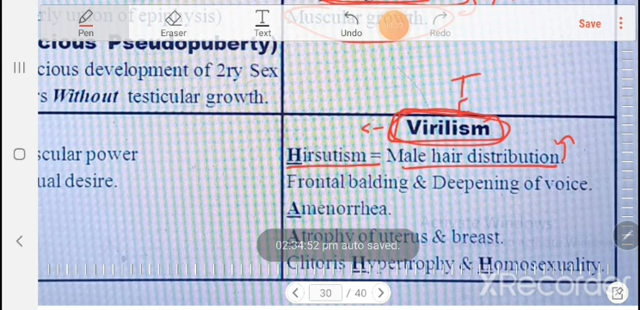 rly union of epiphysis)
Muscular growth.
Pen
Eraser
Text
Undo
Redo
Save
cious Pseudopuberty)
cious development of 2ry Sex
s Without testicular growth.
T
Virilism
scular power
ual desire.
Hirsutism = Male hair distribution
Frontal balding & Deepening of voice.
Amenorrhea.
Atrophy of uterus & breast.
Clitoris Hypertrophy & Homosexuality.
02:34:52 pm auto saved.
30 / 40
XRecorder